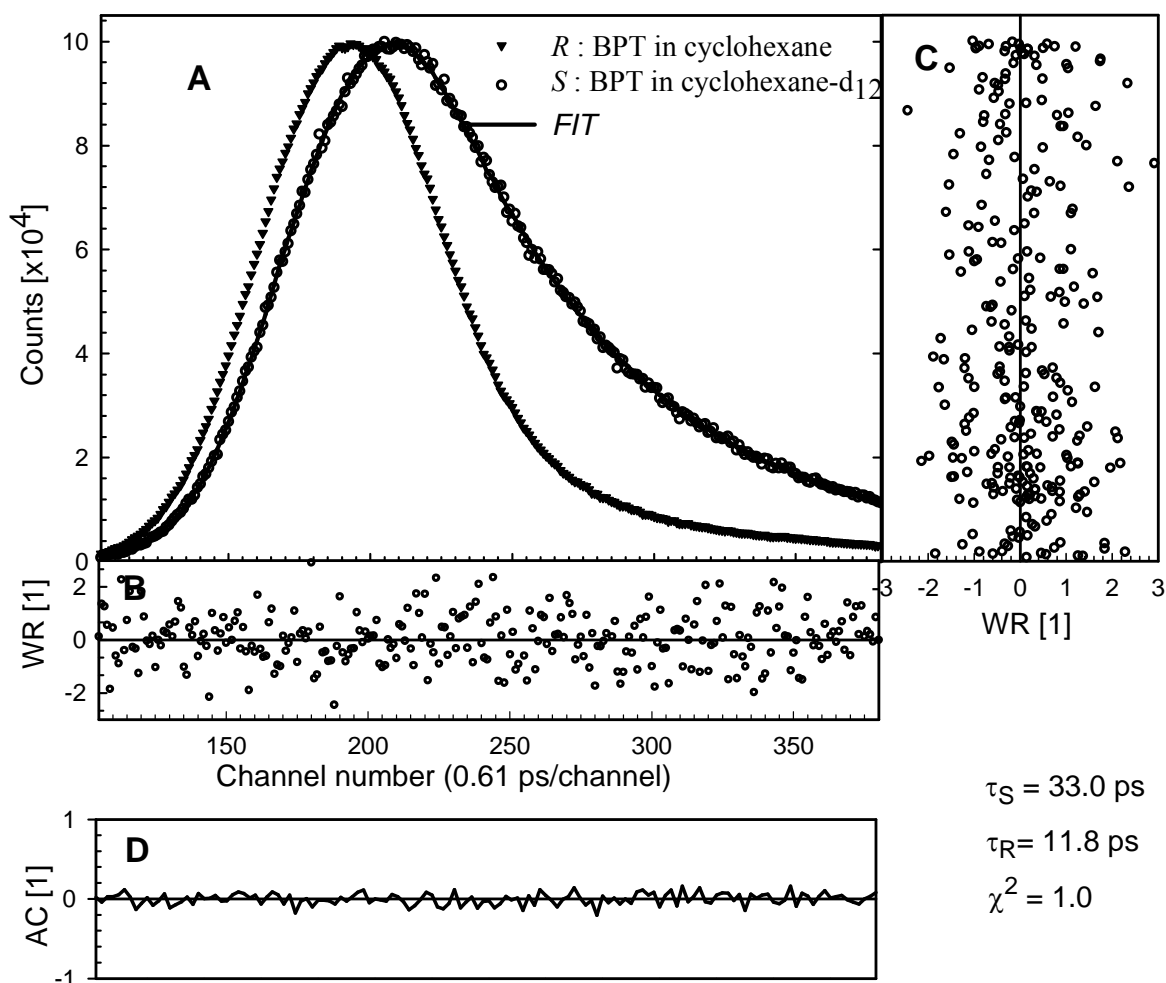 A
R : BPT in cyclohexane
S : BPT in cyclohexane-d12
FIT
Counts [x10^4]
10
8
6
4
2
0
C
-3 -2 -1 0 1 2 3
WR [1]
B
WR [1]
2
0
-2
150 200 250 300 350
Channel number (0.61 ps/channel)
D
AC [1]
1
0
-1
τS = 33.0 ps
τR= 11.8 ps
χ² = 1.0